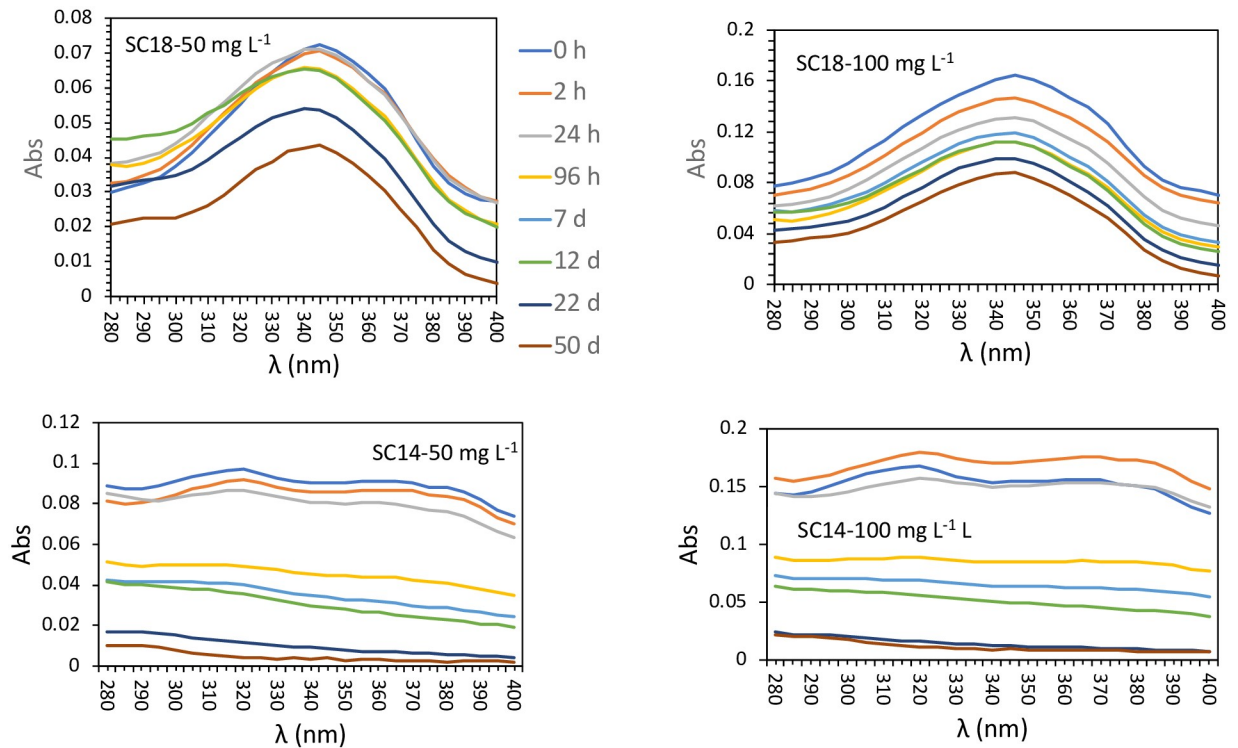 SC18-50 mg L-1
Abs
0.08
0.07
0.06
0.05
0.04
0.03
0.02
0.01
0
280 290 300 310 320 330 340 350 360 370 380 390 400
λ (nm)
0 h
2 h
24 h
96 h
7 d
12 d
22 d
50 d
SC18-100 mg L-1
Abs
0.2
0.16
0.12
0.08
0.04
0
280 290 300 310 320 330 340 350 360 370 380 390 400
λ (nm)
SC14-50 mg L-1
Abs
0.12
0.1
0.08
0.06
0.04
0.02
0
280 290 300 310 320 330 340 350 360 370 380 390 400
λ (nm)
SC14-100 mg L-1 L
Abs
0.2
0.15
0.1
0.05
0
280 290 300 310 320 330 340 350 360 370 380 390 400
λ (nm)